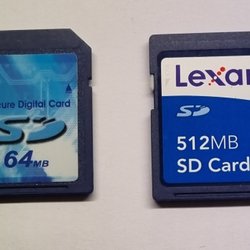 cure Digital Card
SD
64MB
Lexar
SD
512MB
SD Card